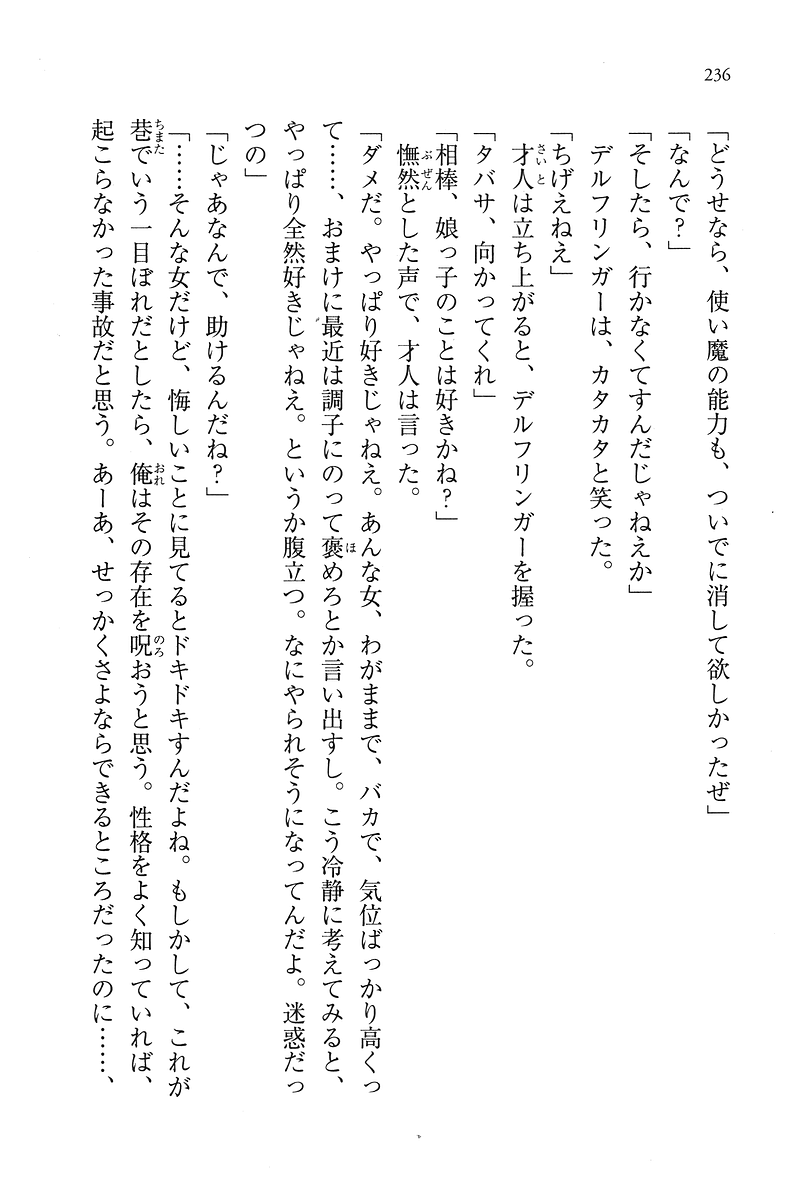 236
「どうせなら、使い魔の能力も、ついでに消して欲しかったぜ」
「なんで？」
「そしたら、行かなくてすんだじゃねえか」
デルフリンガーは、カタカタと笑った。
「ちげえねえ」
才人は立ち上がると、デルフリンガーを握った。
「タバサ、向かってくれ」
「相棒、娘っ子のことは好きかね？」
憮然とした声で、才人は言った。
「ダメだ。やっぱり好きじゃねえ。あんな女、わがままで、バカで、気位ばっかり高くっ
て……、おまけに最近は調子にのって褒めろとか言い出すし。こう冷静に考えてみると、
やっぱり全然好きじゃねえ。というか腹立つ。なにやられそうになってんだよ。迷惑だっ
つの」
「じゃあなんで、助けるんだね？」
「……そんな女だけど、悔しいことに見てるとドキドキすんだよね。もしかして、これが
巷でいう一目ぼれだとしたら、俺はその存在を呪おうと思う。性格をよく知っていれば、
起こらなかった事故だと思う。あーあ、せっかくさよならできるところだったのに……、